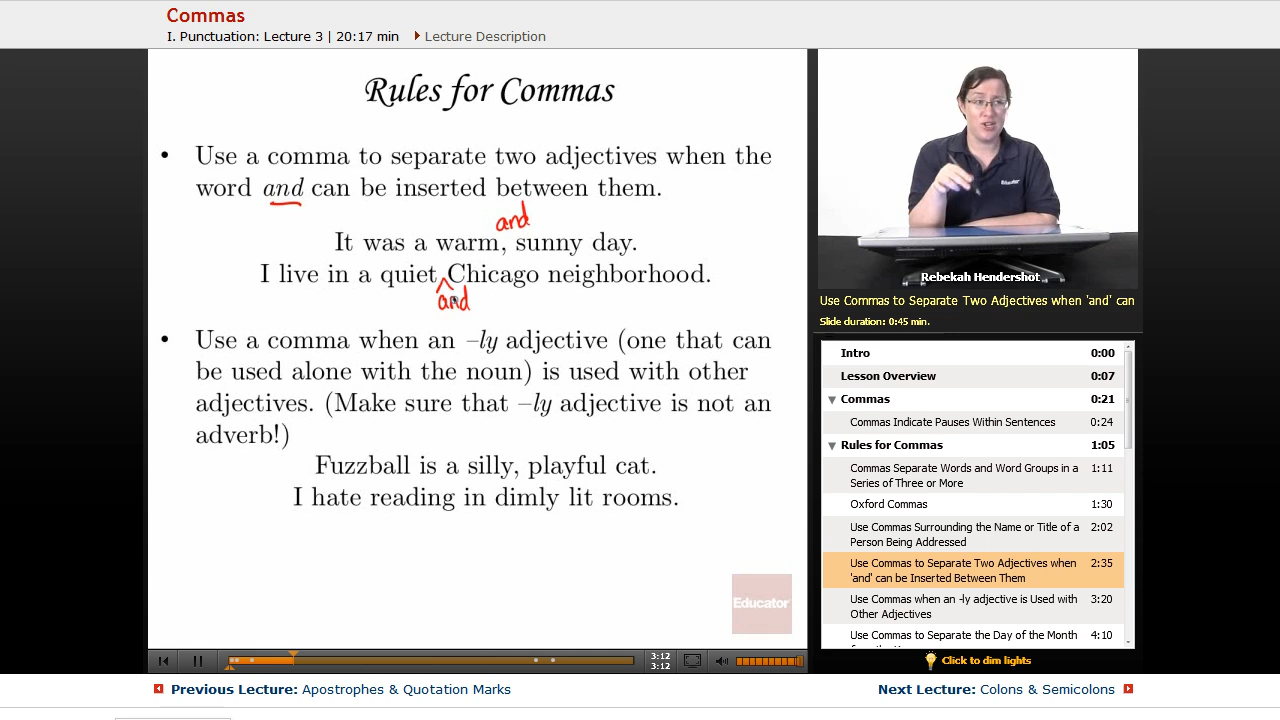 Commas
I. Punctuation: Lecture 3 | 20:17 min
Lecture Description
Rules for Commas
• Use a comma to separate two adjectives when the
word and can be inserted between them.
and
It was a warm, sunny day.
I live in a quiet Chicago neighborhood.
and
• Use a comma when an –ly adjective (one that can
be used alone with the noun) is used with other
adjectives. (Make sure that –ly adjective is not an
adverb!)
Fuzzball is a silly, playful cat.
I hate reading in dimly lit rooms.
Educator
Educator
Rebekah Hendershot
Use Commas to Separate Two Adjectives when 'and' can
Slide duration: 0:45 min.
Intro 0:00
Lesson Overview 0:07
Commas 0:21
Commas Indicate Pauses Within Sentences 0:24
Rules for Commas 1:05
Commas Separate Words and Word Groups in a 1:11
Series of Three or More
Oxford Commas 1:30
Use Commas Surrounding the Name or Title of a 2:02
Person Being Addressed
Use Commas to Separate Two Adjectives when 2:35
'and' can be Inserted Between Them
Use Commas when an -ly adjective is Used with 3:20
Other Adjectives
Use Commas to Separate the Day of the Month 4:10
3:12
3:12
Click to dim lights
Previous Lecture: Apostrophes & Quotation Marks
Next Lecture: Colons & Semicolons